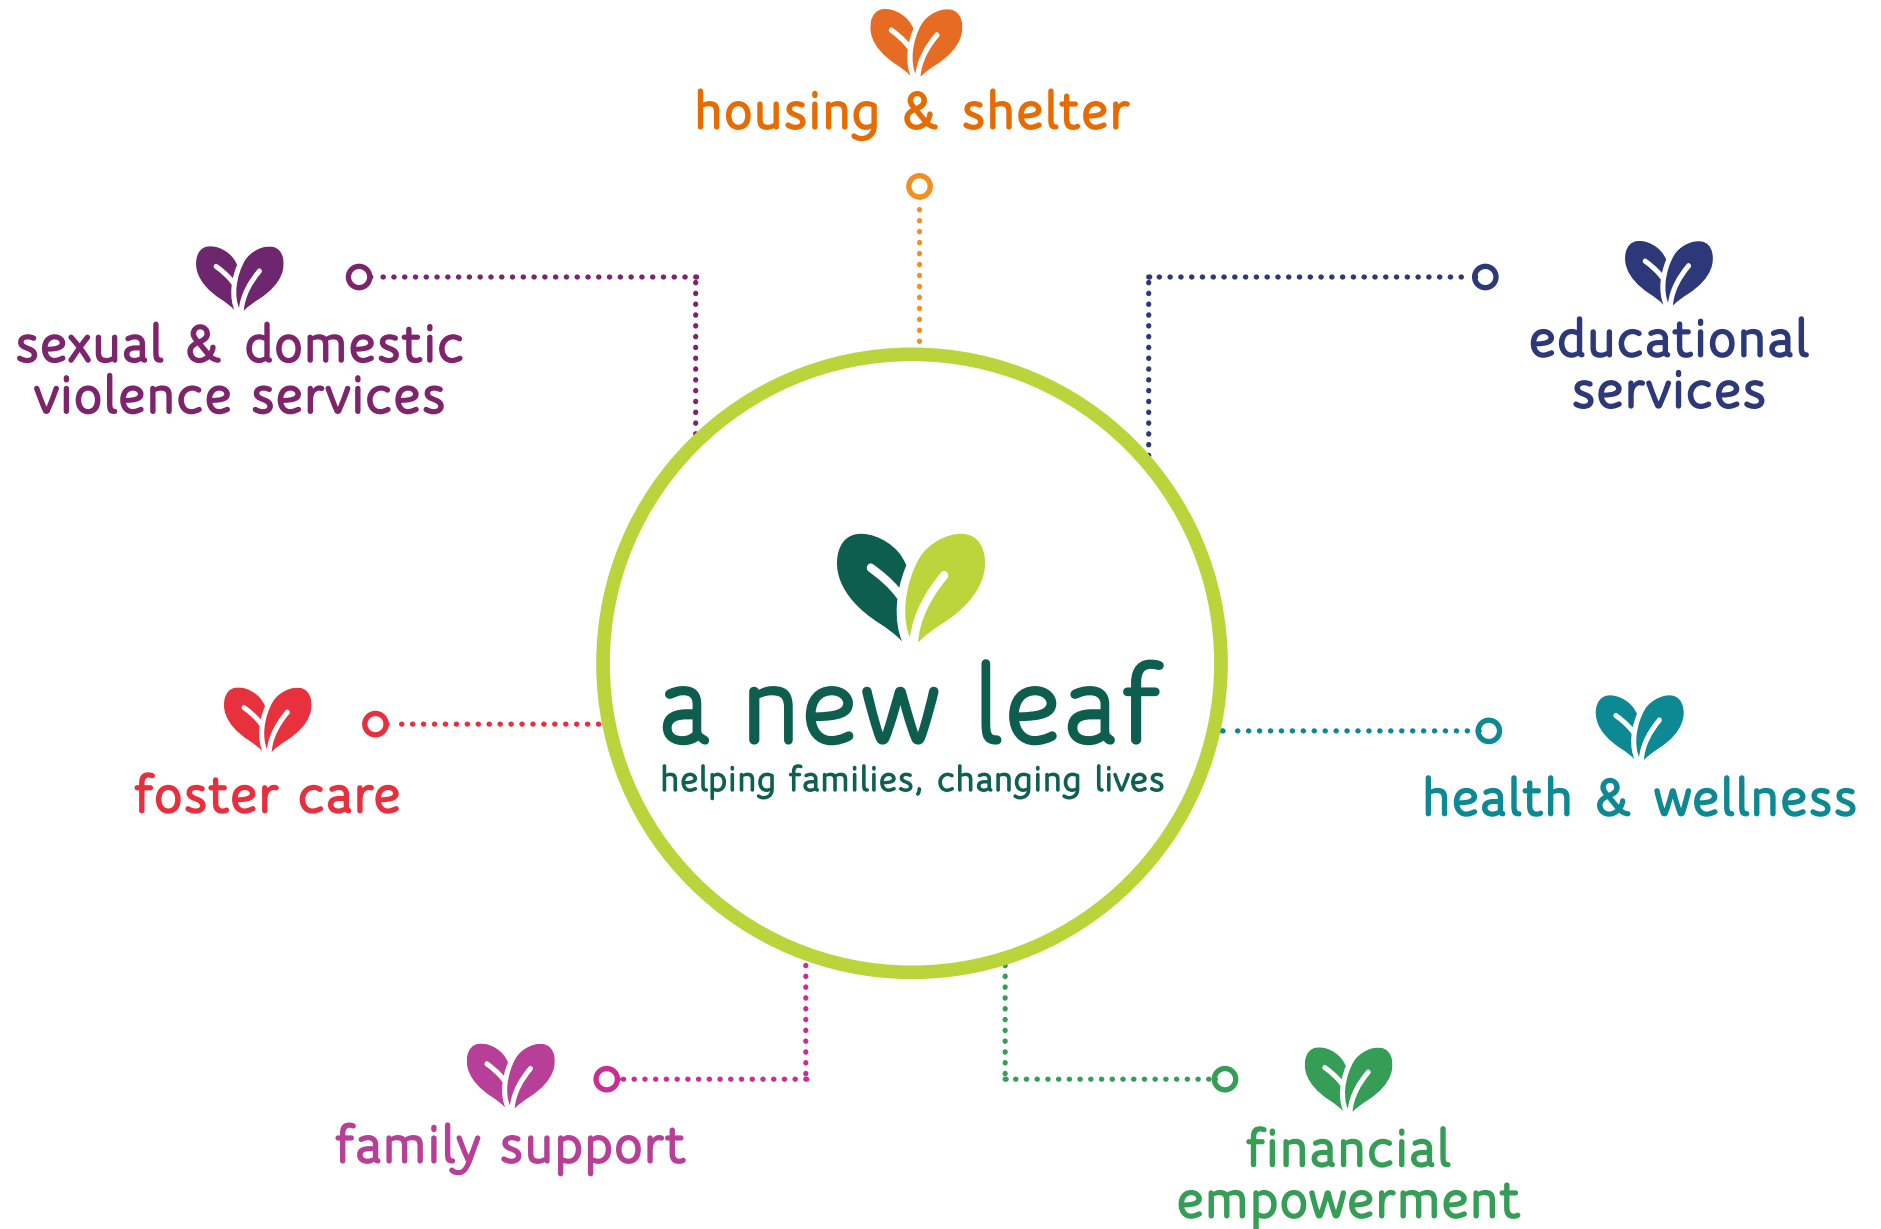 housing & shelter
sexual & domestic
violence services
educational
services
a new leaf
helping families, changing lives
foster care
health & wellness
family support
financial
empowerment